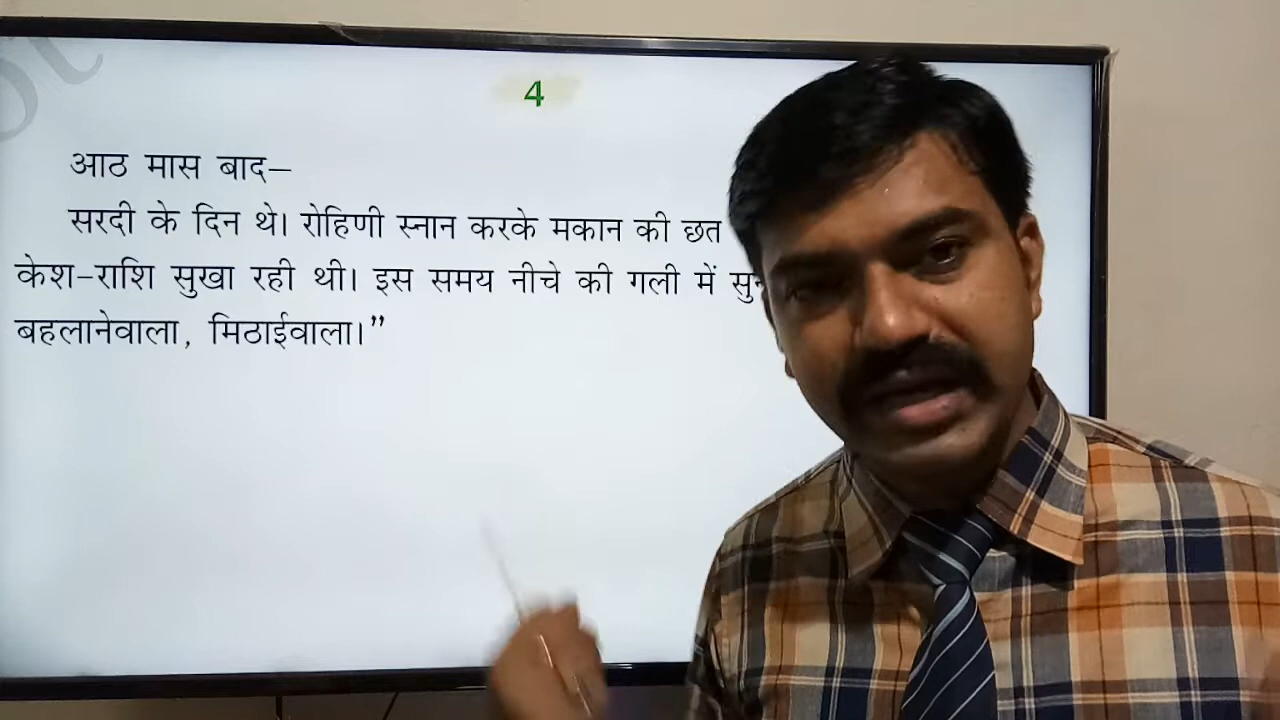 4
आठ मास बाद–
सरदी के दिन थे। रोहिणी स्नान करके मकान की छत
केश-राशि सुखा रही थी। इस समय नीचे की गली में
बहलानेवाला, मिठाईवाला।”